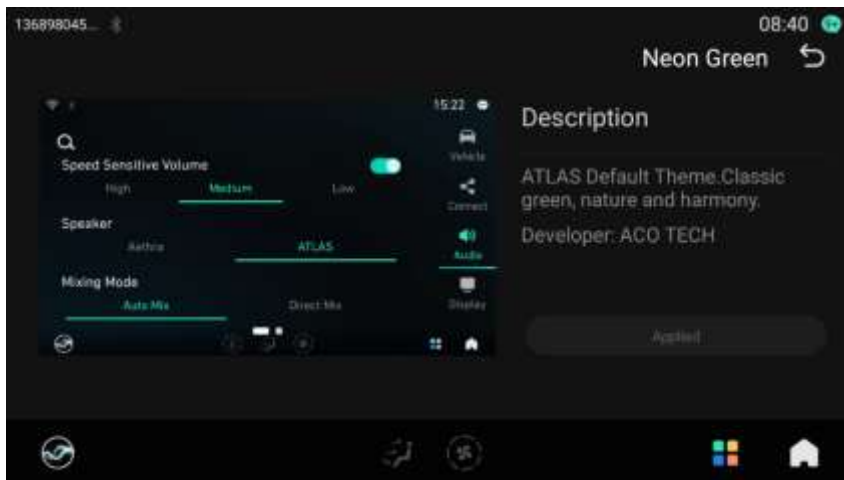 136898045...
08:40
Neon Green
15:22
Speed Sensitive Volume
High Medium Low
Speaker
Aethra ATLAS
Mixing Mode
Auto Mix Direct Mix
Vehicle
Connect
Audio
Display
Description
ATLAS Default Theme.Classic
green, nature and harmony.
Developer: ACO TECH
Applied